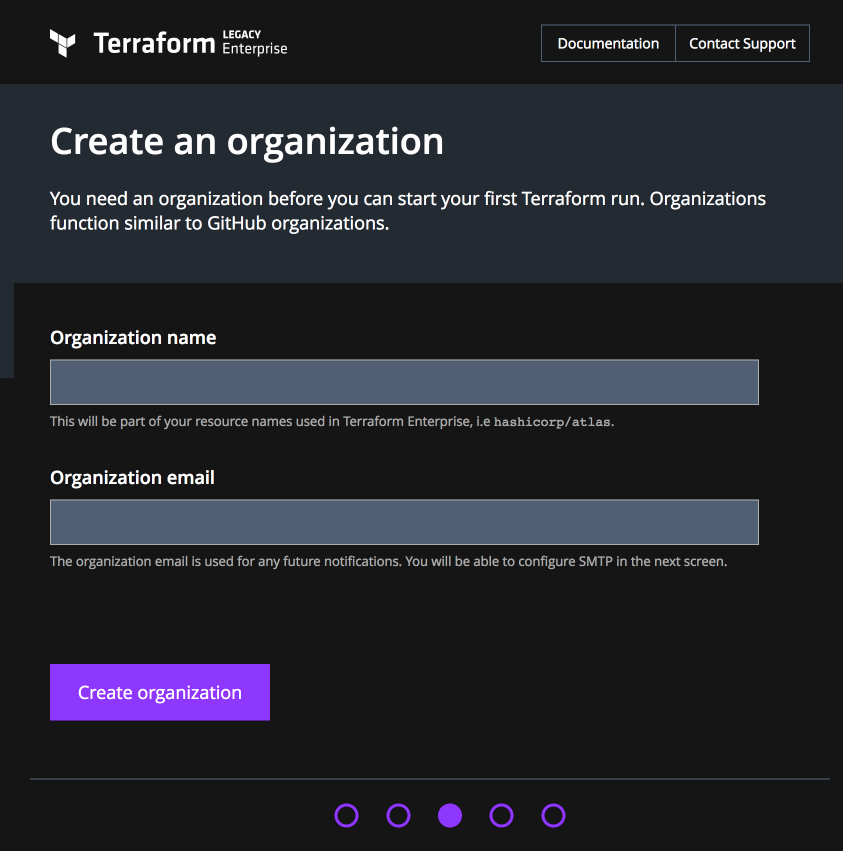 Terraform LEGACY Enterprise
Documentation
Contact Support
Create an organization
You need an organization before you can start your first Terraform run. Organizations
function similar to GitHub organizations.
Organization name
This will be part of your resource names used in Terraform Enterprise, i.e hashicorp/atlas.
Organization email
The organization email is used for any future notifications. You will be able to configure SMTP in the next screen.
Create organization